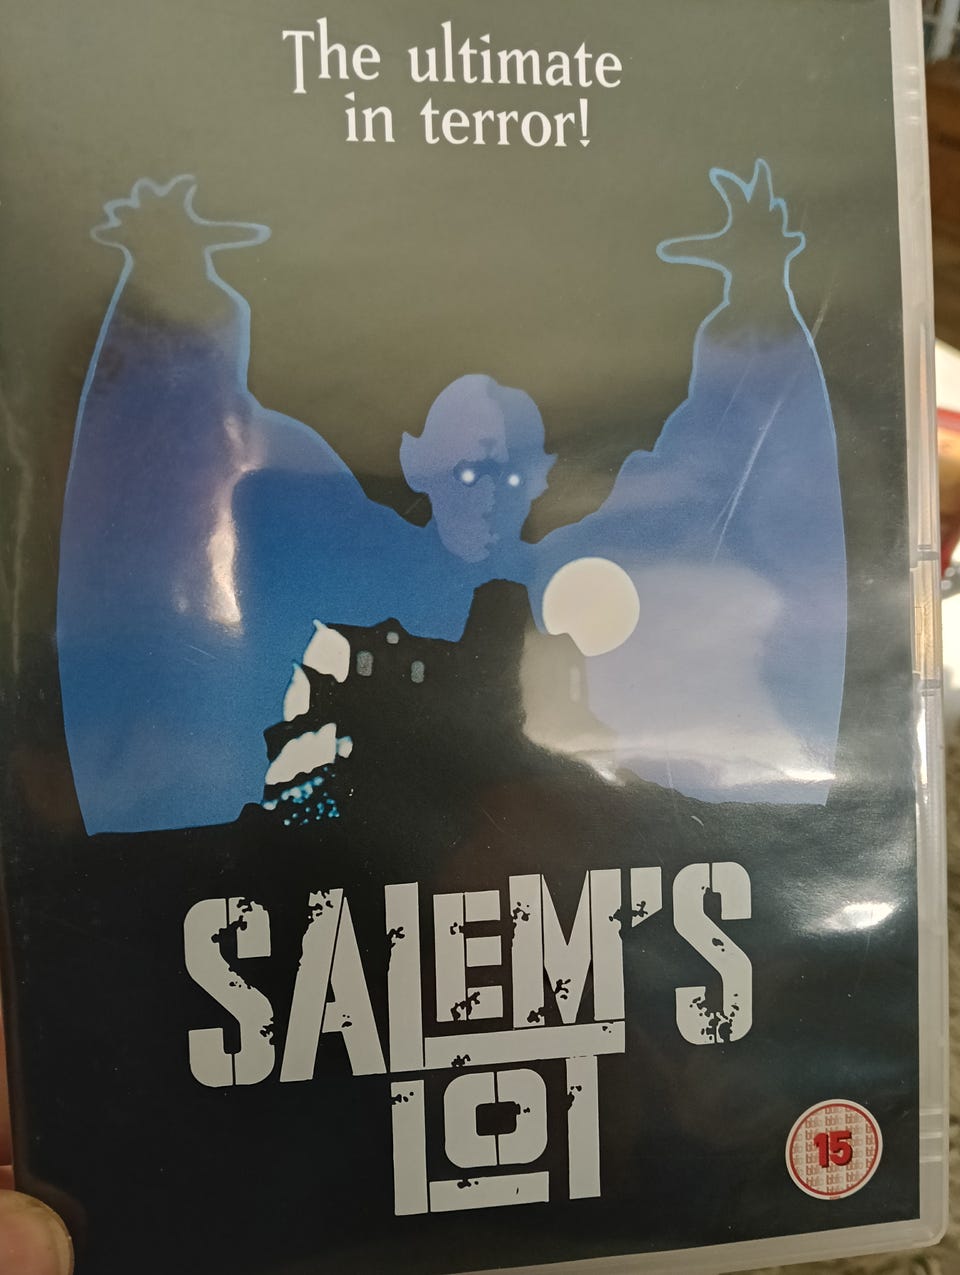 The ultimate
in terror!
SALEM'S
LOT
15